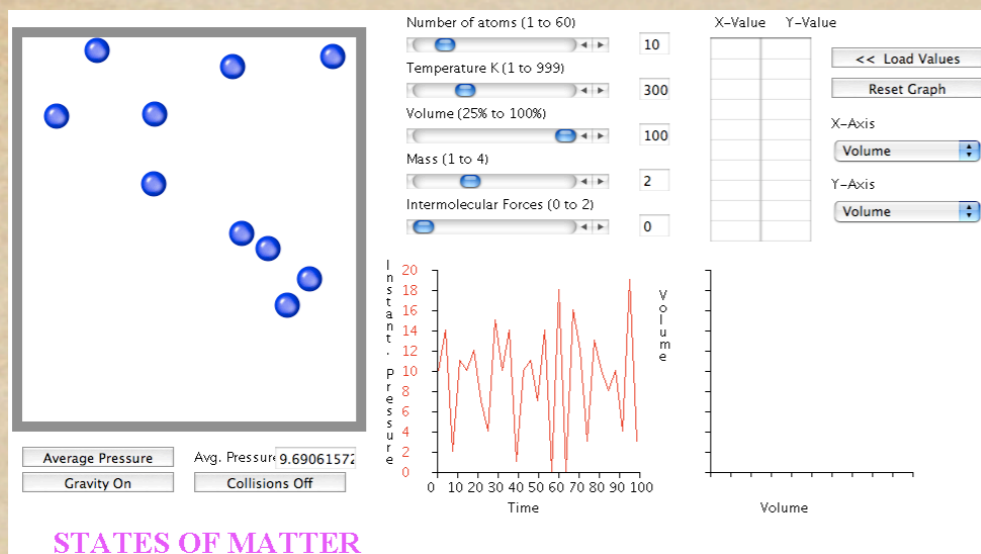 Number of atoms (1 to 60)
10
Temperature K (1 to 999)
300
Volume (25% to 100%)
100
Mass (1 to 4)
2
Intermolecular Forces (0 to 2)
0
X-Value Y-Value
<< Load Values
Reset Graph
X-Axis
Volume
Y-Axis
Volume
Instant. Pressure
20
18
16
14
12
10
8
6
4
2
0
0 10 20 30 40 50 60 70 80 90 100
Time
Volume
Volume
Average Pressure
Avg. Pressure 9.69061572
Gravity On
Collisions Off
STATES OF MATTER